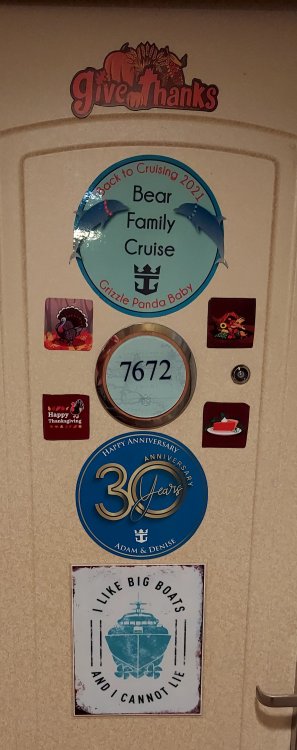 give thanks
Back to Cruising 2021
Bear
Family
Cruise
Grizzle Panda Baby
7672
Happy
Thanksgiving
HAPPY ANNIVERSARY
ANNIVERSARY
30 Years
ADAM & DENISE
I LIKE BIG BOATS
AND I CANNOT LIE